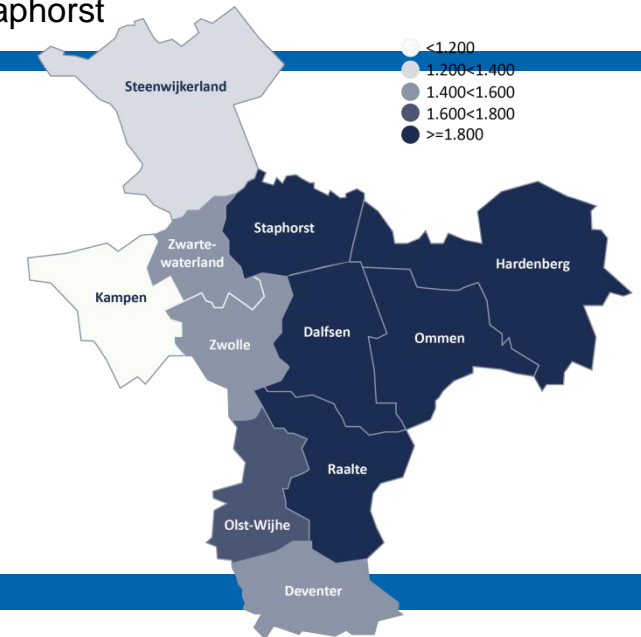 aphorst
<1.200
1.200<1.400
1.400<1.600
1.600<1.800
>=1.800
Steenwijkerland
Staphorst
Zwarte-
waterland
Hardenberg
Kampen
Dalfsen
Ommen
Zwolle
Raalte
Olst-Wijhe
Deventer